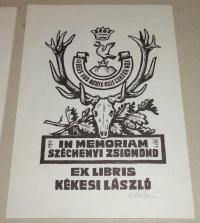 IN MEMORIAM
SZÉCHENYI ZSIGMOND
EX LIBRIS
KÉKESI LÁSZLÓ